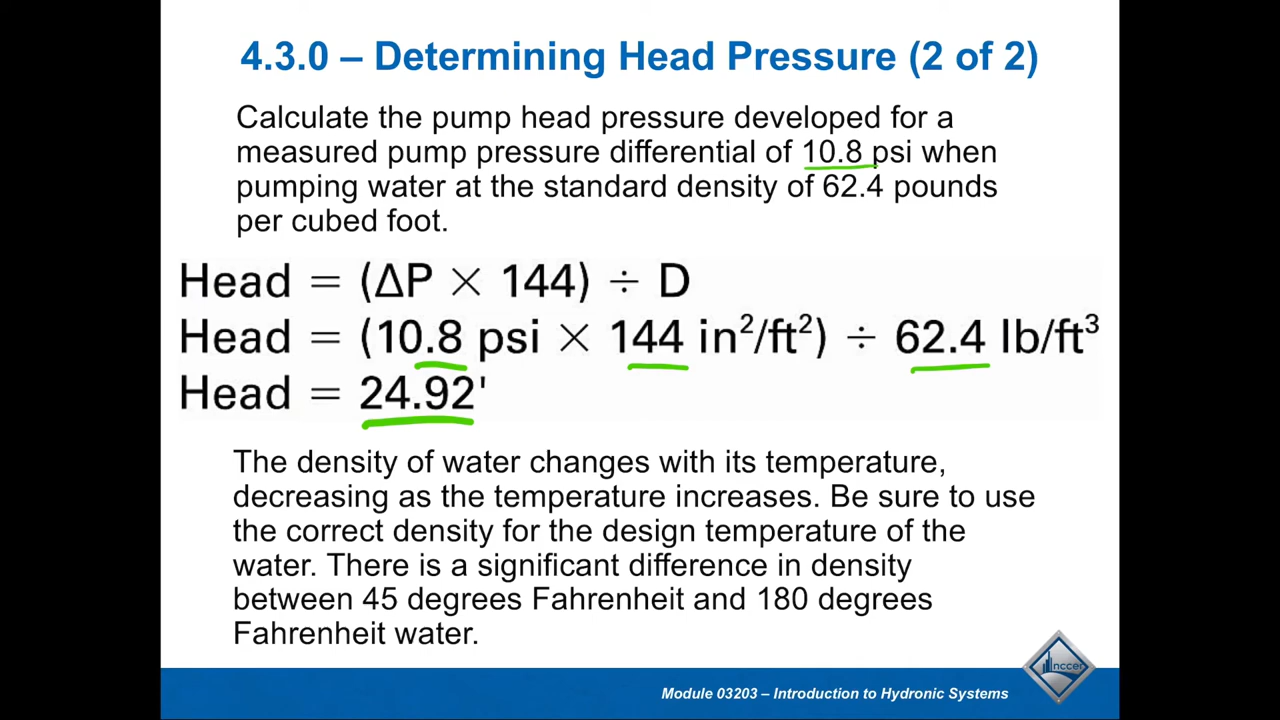 4.3.0 – Determining Head Pressure (2 of 2)
Calculate the pump head pressure developed for a
measured pump pressure differential of 10.8 psi when
pumping water at the standard density of 62.4 pounds
per cubed foot.
Head = (ΔP × 144) ÷ D
Head = (10.8 psi × 144 in²/ft²) ÷ 62.4 lb/ft³
Head = 24.92'
The density of water changes with its temperature,
decreasing as the temperature increases. Be sure to use
the correct density for the design temperature of the
water. There is a significant difference in density
between 45 degrees Fahrenheit and 180 degrees
Fahrenheit water.
nccer
Module 03203 – Introduction to Hydronic Systems